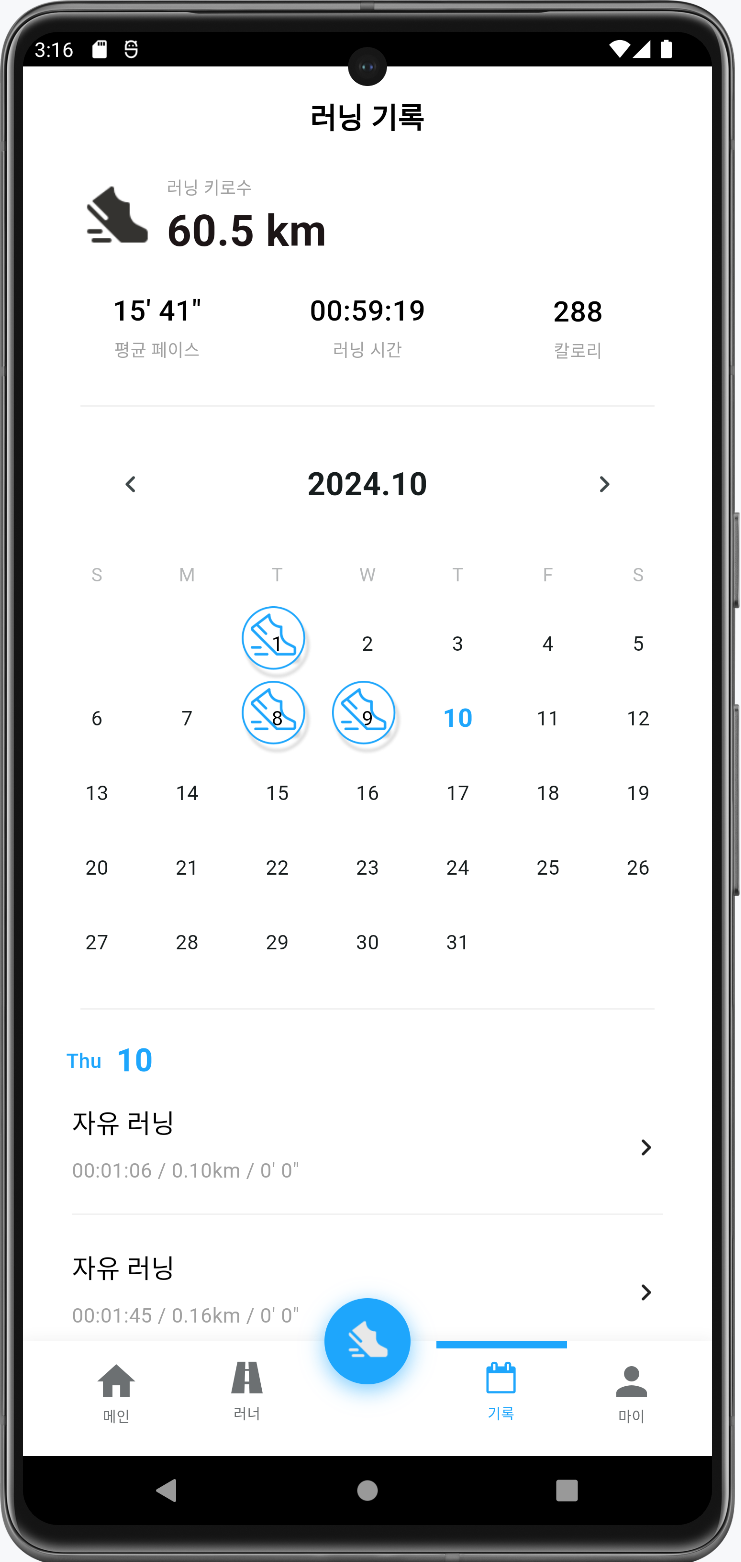 3:16
러닝 기록
러닝 키로수
60.5 km
15' 41" 00:59:19 288
평균 페이스 러닝 시간 칼로리
2024.10
S M T W T F S
1 2 3 4 5
6 7 8 9 10 11 12
13 14 15 16 17 18 19
20 21 22 23 24 25 26
27 28 29 30 31
Thu 10
자유 러닝
00:01:06 / 0.10km / 0' 0"
자유 러닝
00:01:45 / 0.16km / 0' 0"
메인 러너 기록 마이